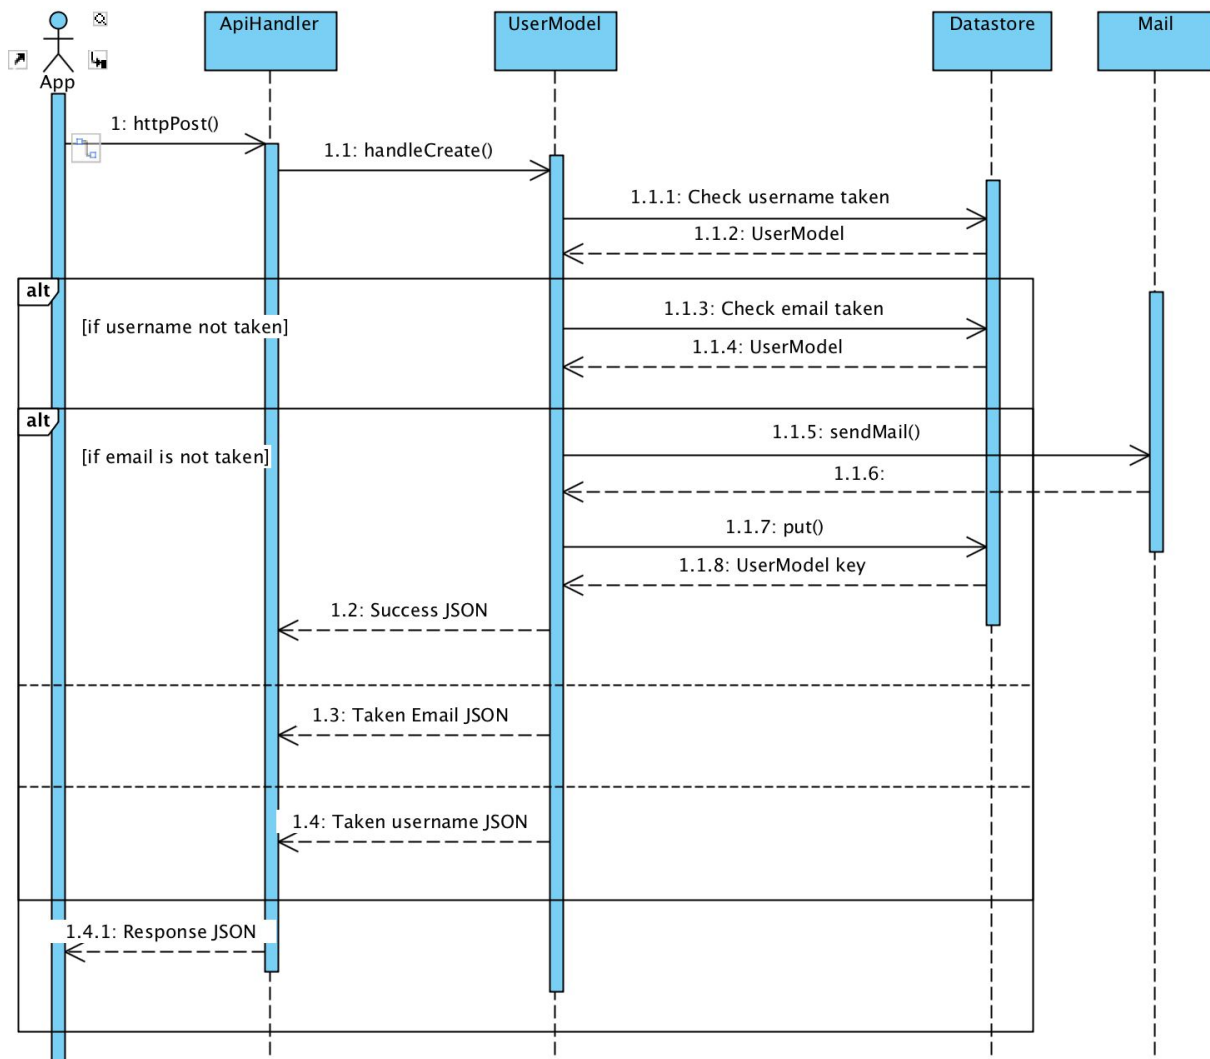 App
ApiHandler
UserModel
Datastore
Mail
1: httpPost()
1.1: handleCreate()
1.1.1: Check username taken
1.1.2: UserModel
alt
[if username not taken]
1.1.3: Check email taken
1.1.4: UserModel
alt
[if email is not taken]
1.1.5: sendMail()
1.1.6:
1.1.7: put()
1.1.8: UserModel key
1.2: Success JSON
1.3: Taken Email JSON
1.4: Taken username JSON
1.4.1: Response JSON